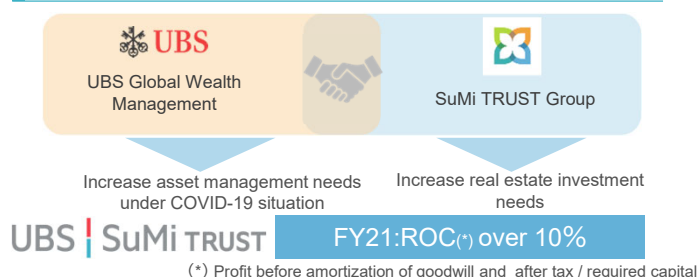 UBS
UBS Global Wealth
Management
SuMi TRUST Group
Increase asset management needs
under COVID-19 situation
Increase real estate investment
needs
UBS SuMi TRUST
FY21:ROC(*) over 10%
(*) Profit before amortization of goodwill and after tax / required capital